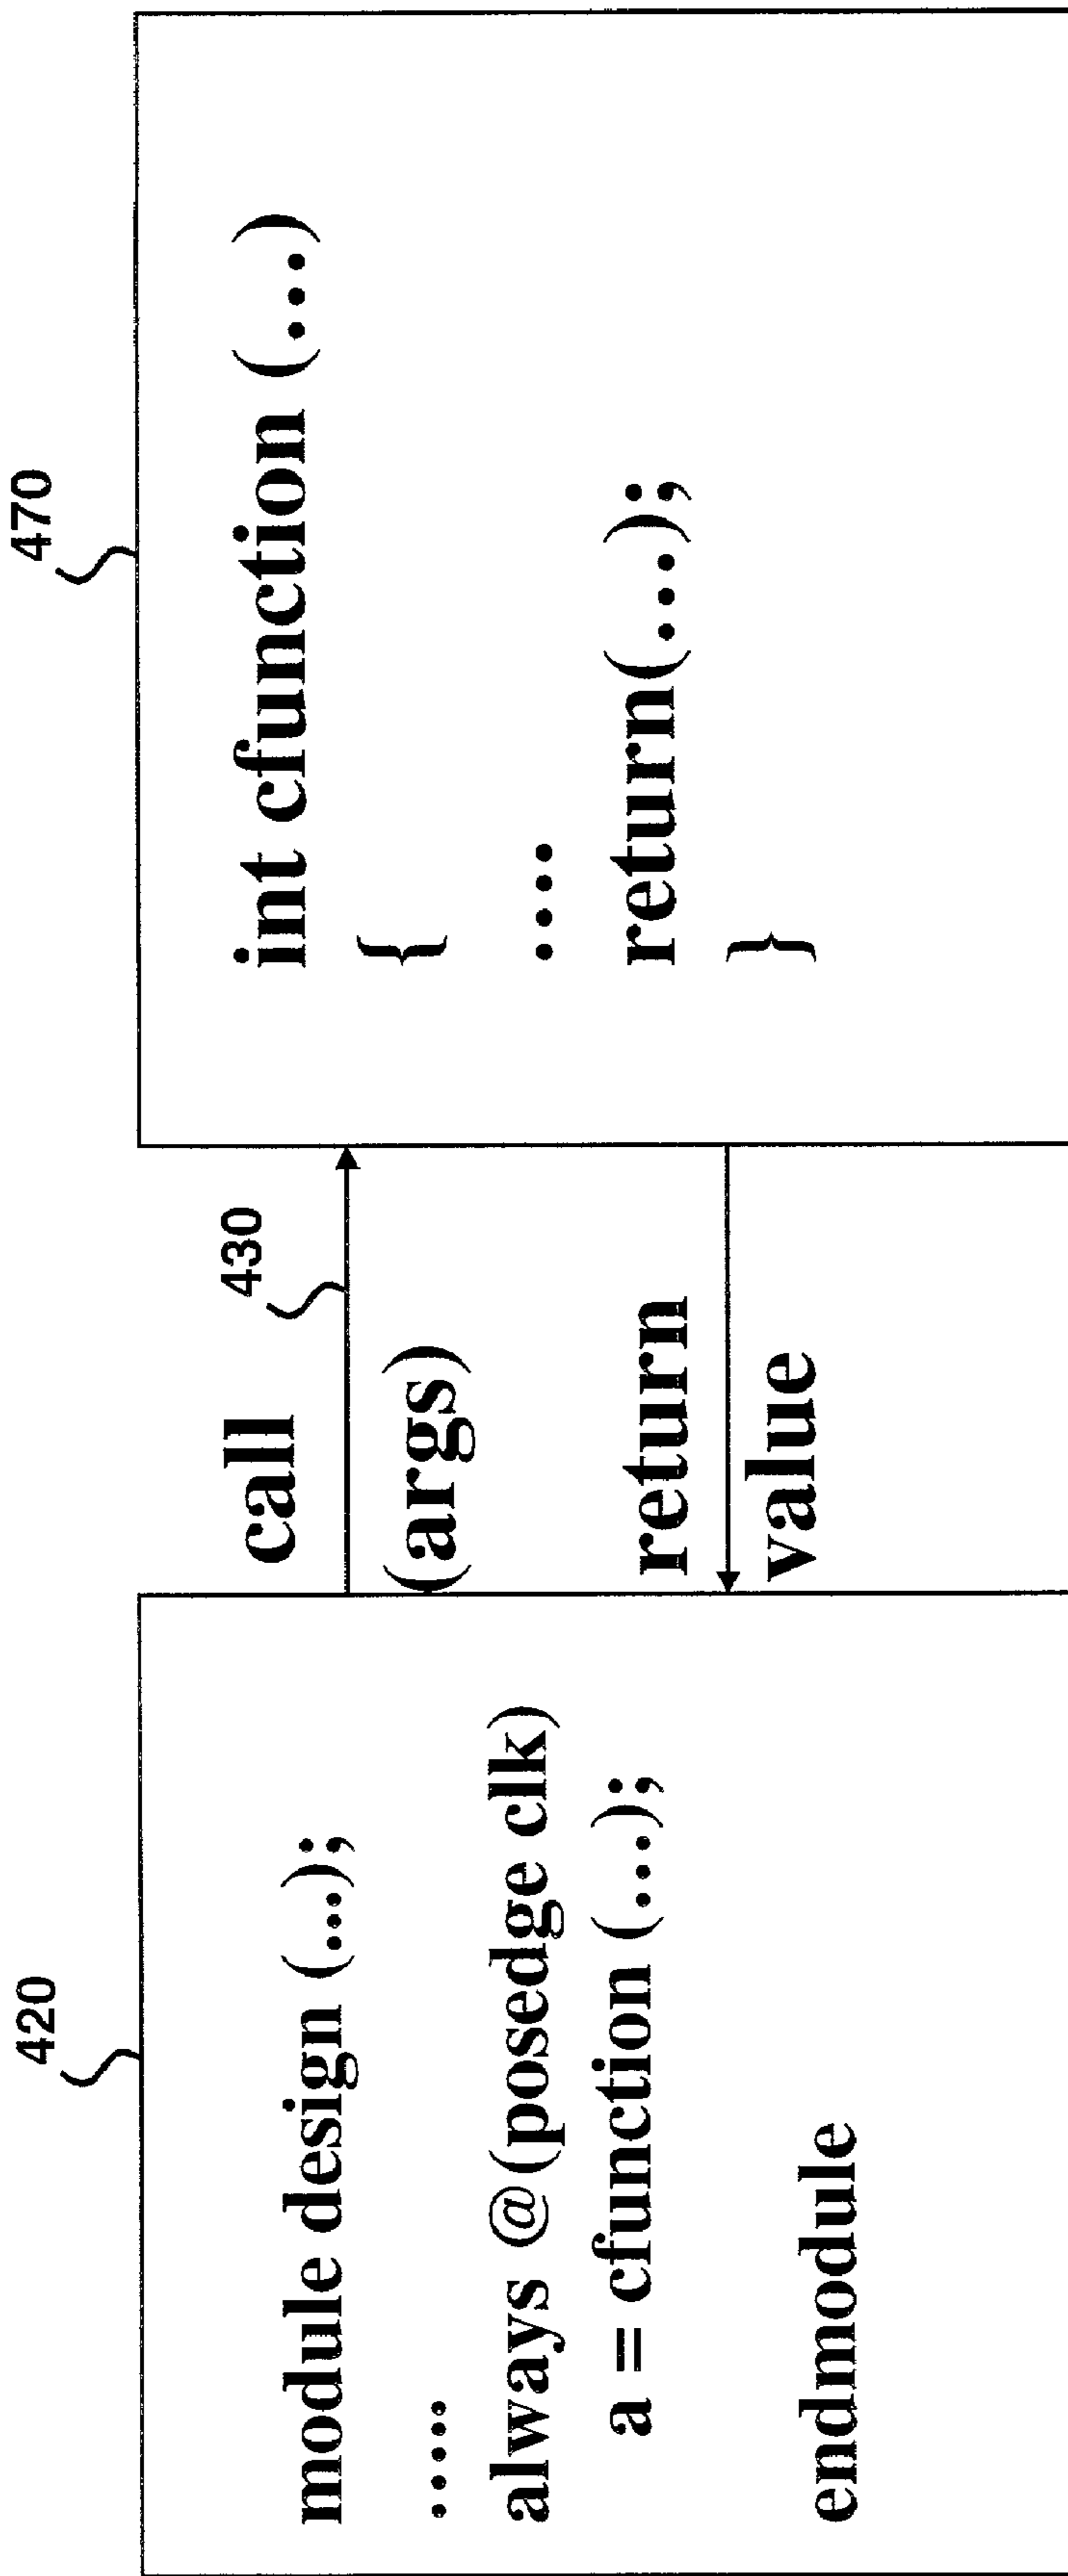 420
module design (...);
.....
always @(posedge clk)
a = cfunction (...);
endmodule
call
430
(args)
return
value
470
int cfunction (...)
{
....
return(...);
}